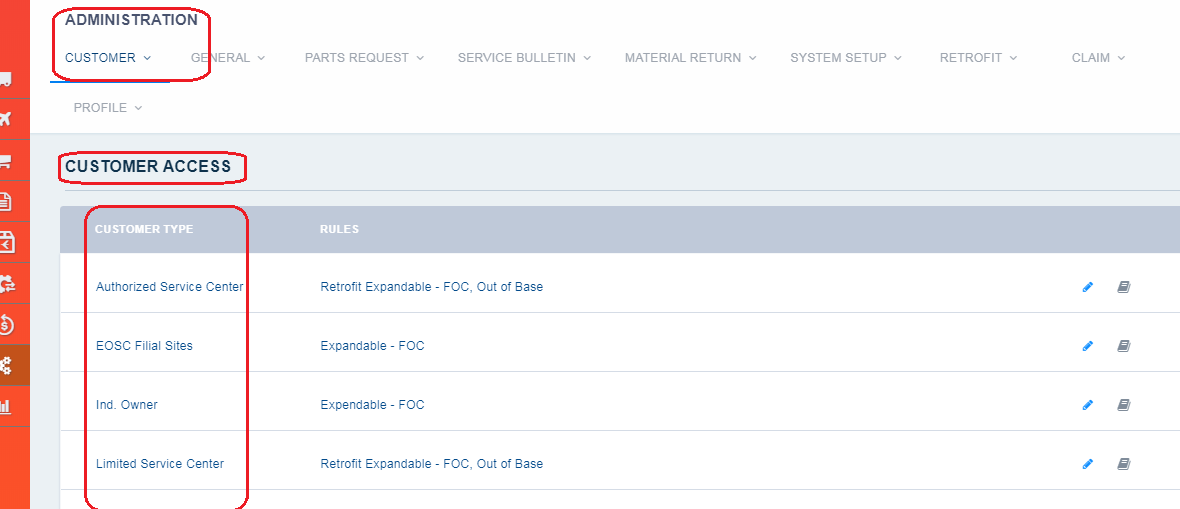 ADMINISTRATION
CUSTOMER GENERAL PARTS REQUEST SERVICE BULLETIN MATERIAL RETURN SYSTEM SETUP RETROFIT CLAIM
PROFILE
CUSTOMER ACCESS
CUSTOMER TYPE RULES
Authorized Service Center Retrofit Expandable - FOC, Out of Base
EOSC Filial Sites Expandable - FOC
Ind. Owner Expendable - FOC
Limited Service Center Retrofit Expandable - FOC, Out of Base